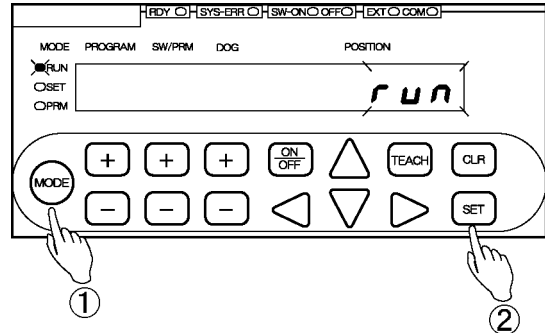 RDY SYS-ERR SW-ON OFF EXT COM
MODE PROGRAM SW/PRM DOG POSITION
RUN
SET
PRM
run
+ + + ON/OFF TEACH CLR
MODE
- - - SET
① ②